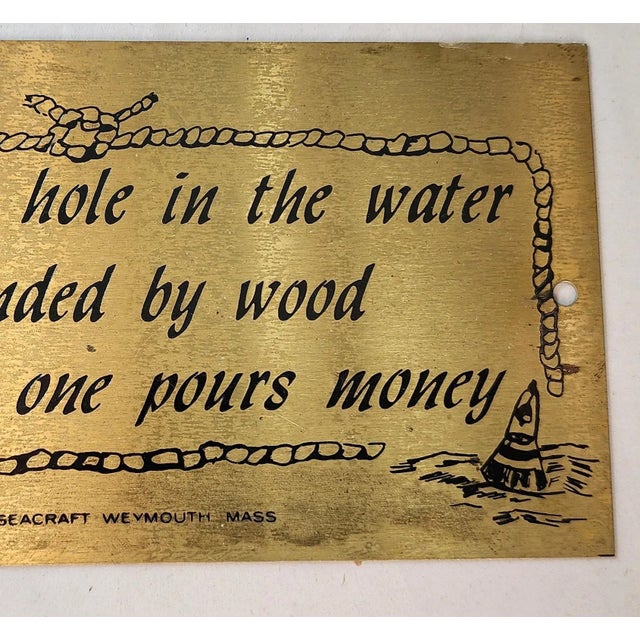 hole in the water
nded by wood
one pours money
SEACRAFT WEYMOUTH MASS